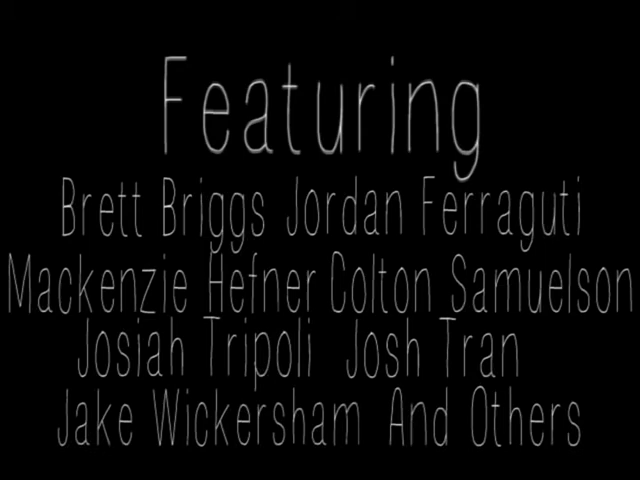 Featuring
Brett Briggs Jordan Ferraguti
Mackenzie Hefner Colton Samuelson
Josiah Tripoli Josh Tran
Jake Wickersham And Others